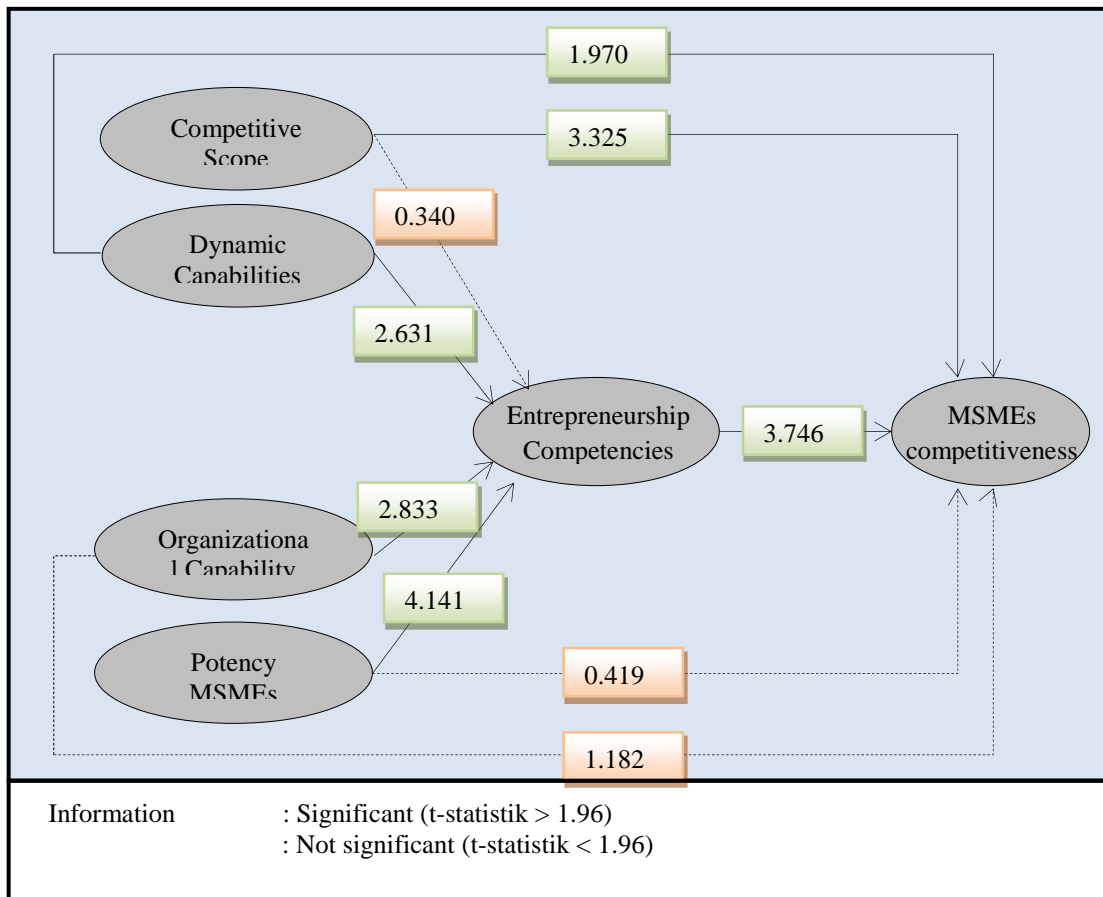 1.970
Competitive
Scope
3.325
0.340
Dynamic
Capabilities
2.631
Entrepreneurship
Competencies
3.746
MSMEs
competitiveness
2.833
Organizationa
l Capability
4.141
Potency
MSMEs
0.419
1.182
Information : Significant (t-statistik > 1.96)
: Not significant (t-statistik < 1.96)